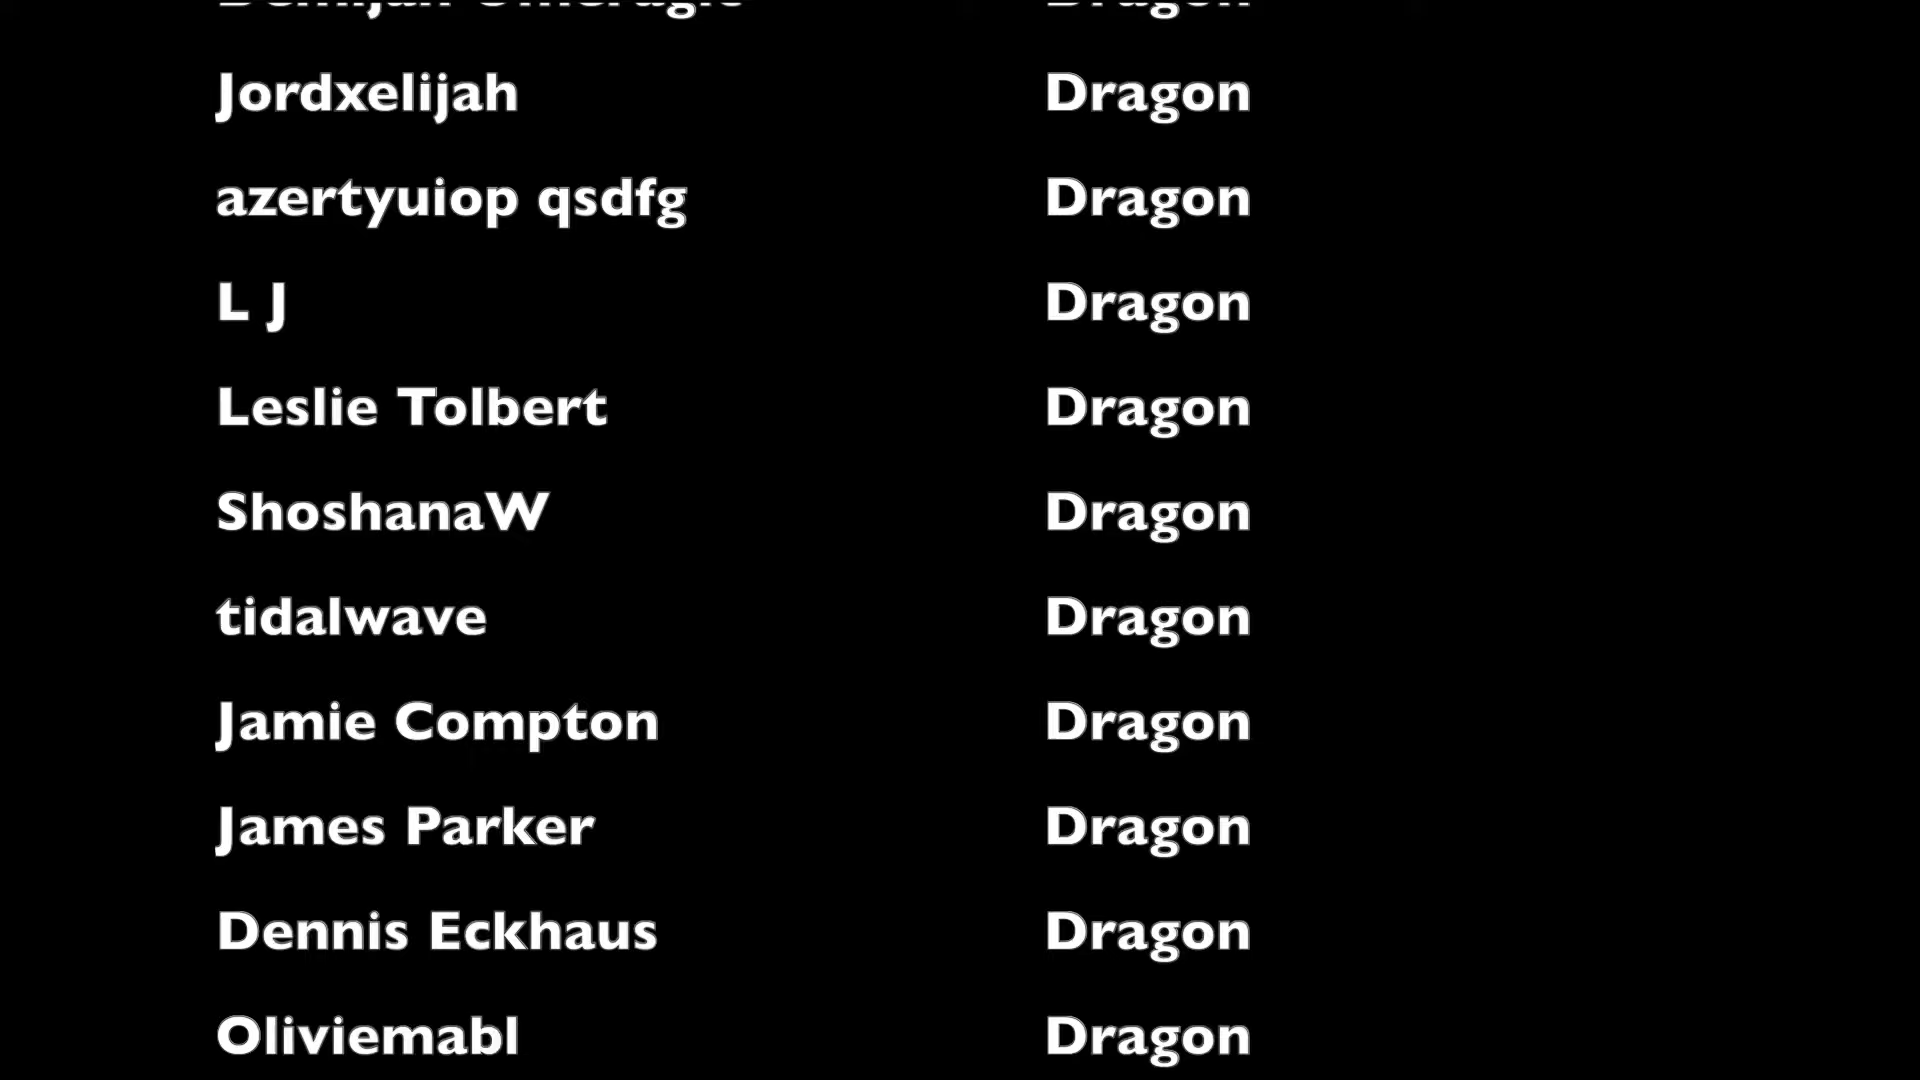 Dragon
Jordxelijah Dragon
azertyuiop qsdfg Dragon
L J Dragon
Leslie Tolbert Dragon
ShoshanaW Dragon
tidalwave Dragon
Jamie Compton Dragon
James Parker Dragon
Dennis Eckhaus Dragon
Oliviemabl Dragon